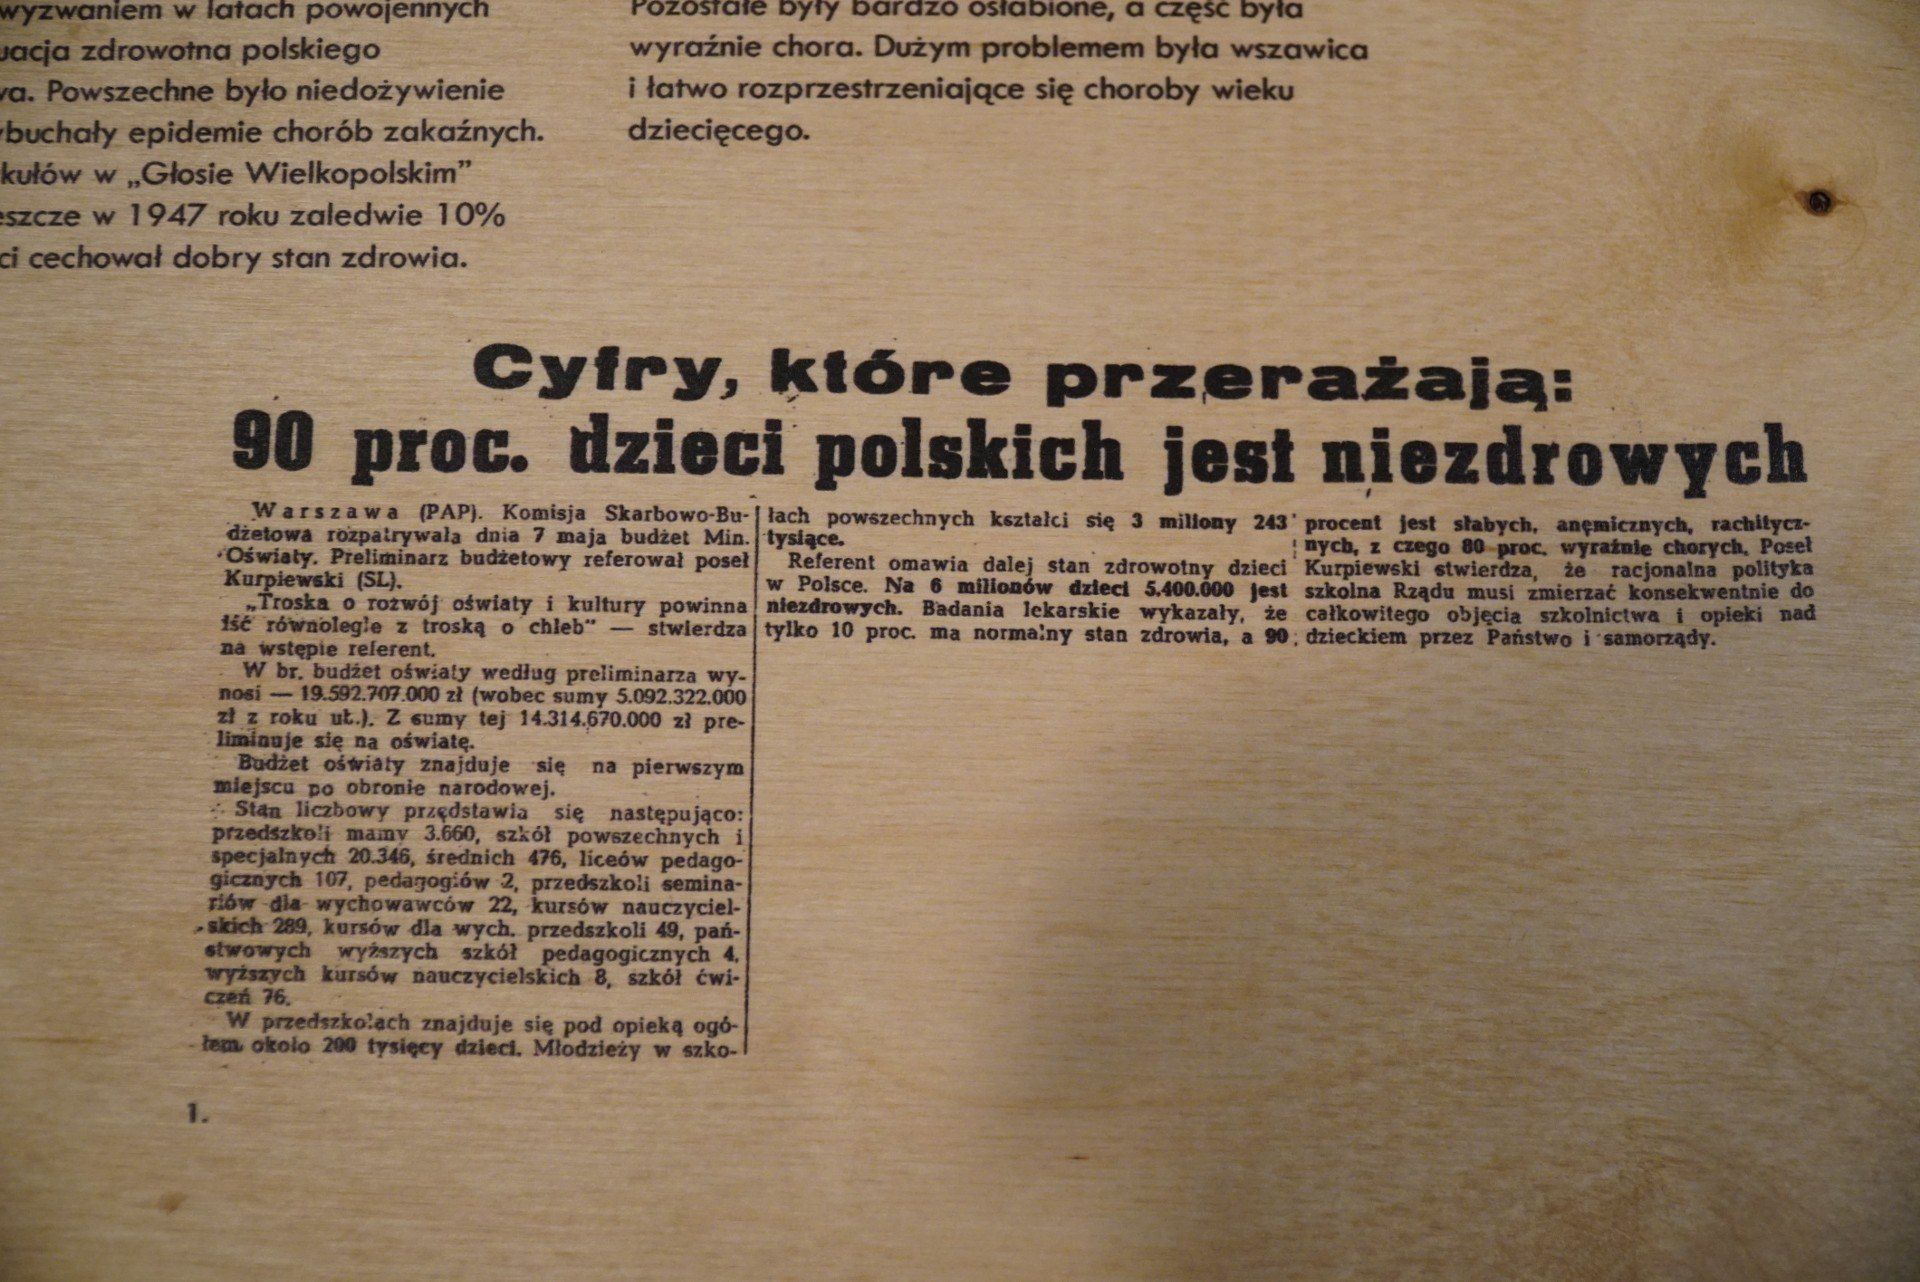 wyzwaniem w latach powojennych
zdrowotna polskiego
Powszechne było niedożywienie
epidemie chorób zakaźnych.
w „Głosie Wielkopolskim”
w 1947 roku zaledwie 10%
cechował dobry stan zdrowia.
Pozostałe były bardzo osłabione, a część była
wyraźnie chora. Dużym problemem była wszawica
i łatwo rozprzestrzeniające się choroby wieku
dziecięcego.
Cyfry, które przerażają:
90 proc. dzieci polskich jest niezdrowych
Warszawa (PAP). Komisja Skarbowo-Bu-
dżetowa rozpatrywała dnia 7 maja budżet Min.
Oświaty. Preliminarz budżetowy referował poseł
Kurpiewski (SL).
„Troska o rozwój oświaty i kultury powinna
iść równolegle z troską o chleb” — stwierdza
na wstępie referent.
W br. budżet oświaty według preliminarza wy-
nosi — 19.592.707.000 zł (wobec sumy 5.092.322.000
zł z roku ub.). Z sumy tej 14.314.670.000 zł pre-
liminuje się na oświatę.
Budżet oświaty znajduje się na pierwszym
miejscu po obronie narodowej.
Stan liczbowy przedstawia się następująco:
przedszkoli mamy 3.660, szkół powszechnych i
specjalnych 20.346, średnich 476, liceów pedago-
gicznych 107, pedagogiów 2, przedszkoli semina-
riów dla wychowawców 22, kursów nauczyciel-
skich 289, kursów dla wych. przedszkoli 49, pań-
stwowych wyższych szkół pedagogicznych 4,
wyższych kursów nauczycielskich 8, szkół ćwi-
czeń 76.
W przedszkolach znajduje się pod opieką ogó-
łem około 200 tysięcy dzieci. Młodzieży w szko-
łach powszechnych kształci się 3 miliony 243
tysiące.
Referent omawia dalej stan zdrowotny dzieci
w Polsce. Na 6 milionów dzieci 5.400.000 jest
niezdrowych. Badania lekarskie wykazały, że
tylko 10 proc. ma normalny stan zdrowia, a 90
procent jest słabych, anemicznych, rachitycz-
nych, z czego 80 proc. wyraźnie chorych. Poseł
Kurpiewski stwierdza, że racjonalna polityka
szkolna Rządu musi zmierzać konsekwentnie do
całkowitego objęcia szkolnictwa i opieki nad
dzieckiem przez Państwo i samorządy.
1.